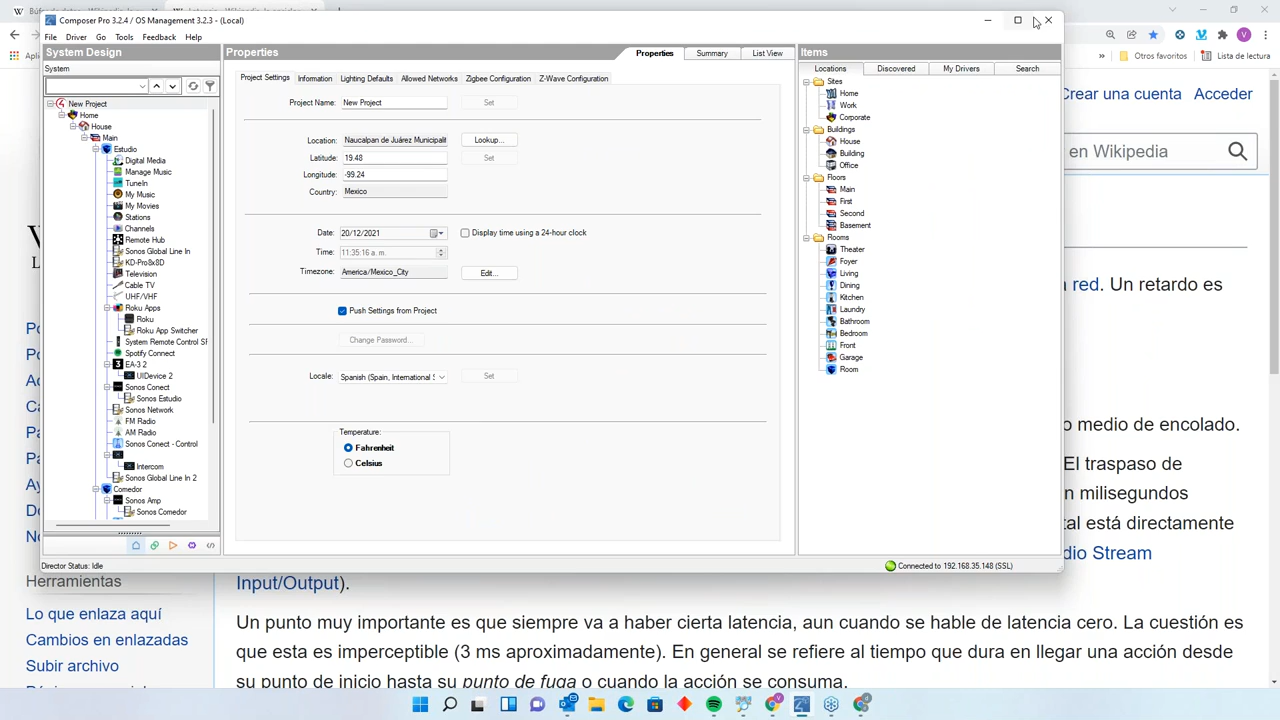 Composer Pro 3.2.4 / OS Management 3.2.3 - (Local)
File Driver Go Tools Feedback Help
System Design
System
New Project
Home
House
Main
Estudio
Digital Media
Manage Music
TuneIn
My Music
My Movies
Stations
Channels
Remote Hub
Sonos Global Line In
KD-Pro8x8D
Television
Cable TV
UHF/VHF
Roku Apps
Roku
Roku App Switcher
System Remote Control SR
Spotify Connect
EA-3 2
UIDevice 2
Sonos Conect
Sonos Estudio
Sonos Network
FM Radio
AM Radio
Sonos Conect - Control
Intercom
Sonos Global Line In 2
Comedor
Sonos Amp
Sonos Comedor
Director Status: Idle
Properties
Properties Summary List View
Project Settings Information Lighting Defaults Allowed Networks Zigbee Configuration Z-Wave Configuration
Project Name: New Project Set
Location: Naucalpan de Juárez Municipalit Lookup...
Latitude: 19.48 Set
Longitude: -99.24
Country: Mexico
Date: 20/12/2021 Display time using a 24-hour clock
Time: 11:35:16 a. m.
Timezone: America/Mexico_City Edit...
Push Settings from Project
Change Password...
Locale: Spanish (Spain, International S Set
Temperature:
Fahrenheit
Celsius
Items
Locations Discovered My Drivers Search
Sites
Home
Work
Corporate
Buildings
House
Building
Office
Floors
Main
First
Second
Basement
Rooms
Theater
Foyer
Living
Dining
Kitchen
Laundry
Bathroom
Bedroom
Front
Garage
Room
Connected to 192.168.35.148 (SSL)
Otros favoritos Lista de lectura
Crear una cuenta Acceder
en Wikipedia
red. Un retardo es
medio de encolado.
El traspaso de
milisegundos
tal está directamente
dio Stream
Input/Output).
Un punto muy importante es que siempre va a haber cierta latencia, aun cuando se hable de latencia cero. La cuestión
es que esta es imperceptible (3 ms aproximadamente). En general se refiere al tiempo que dura en llegar una acción desde
su punto de inicio hasta su punto de fuga o cuando la acción se consuma.
Herramientas
Lo que enlaza aquí
Cambios en enlazadas
Subir archivo